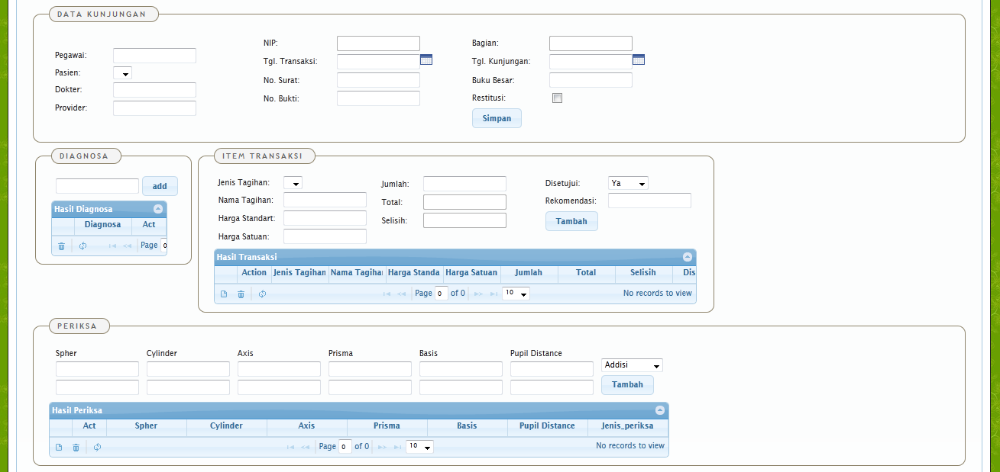 DATA KUNJUNGAN
NIP: Bagian:
Pegawai:
Tgl. Transaksi: Tgl. Kunjungan:
Pasien:
No. Surat: Buku Besar:
Dokter:
No. Bukti: Restitusi:
Provider:
Simpan
DIAGNOSA
add
Hasil Diagnosa
Diagnosa Act
Page 0
ITEM TRANSAKSI
Jenis Tagihan: Jumlah: Disetujui: Ya
Nama Tagihan: Total: Rekomendasi:
Harga Standart: Selisih: Tambah
Harga Satuan:
Hasil Transaksi
Action Jenis Tagihan Nama Tagihan Harga Standa Harga Satuan Jumlah Total Selisih Dis
Page 0 of 0 10 No records to view
PERIKSA
Spher Cylinder Axis Prisma Basis Pupil Distance
Addisi
Tambah
Hasil Periksa
Act Spher Cylinder Axis Prisma Basis Pupil Distance Jenis_periksa
Page 0 of 0 10 No records to view